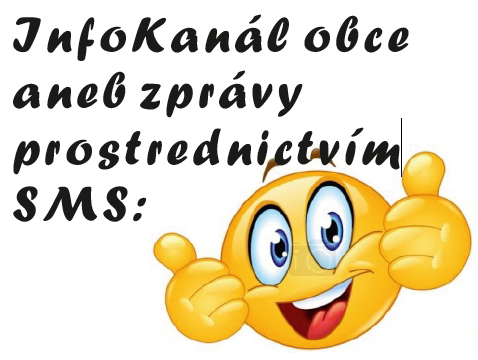 InfoKanál obce
aneb zprávy
prostrednictvím
SMS: